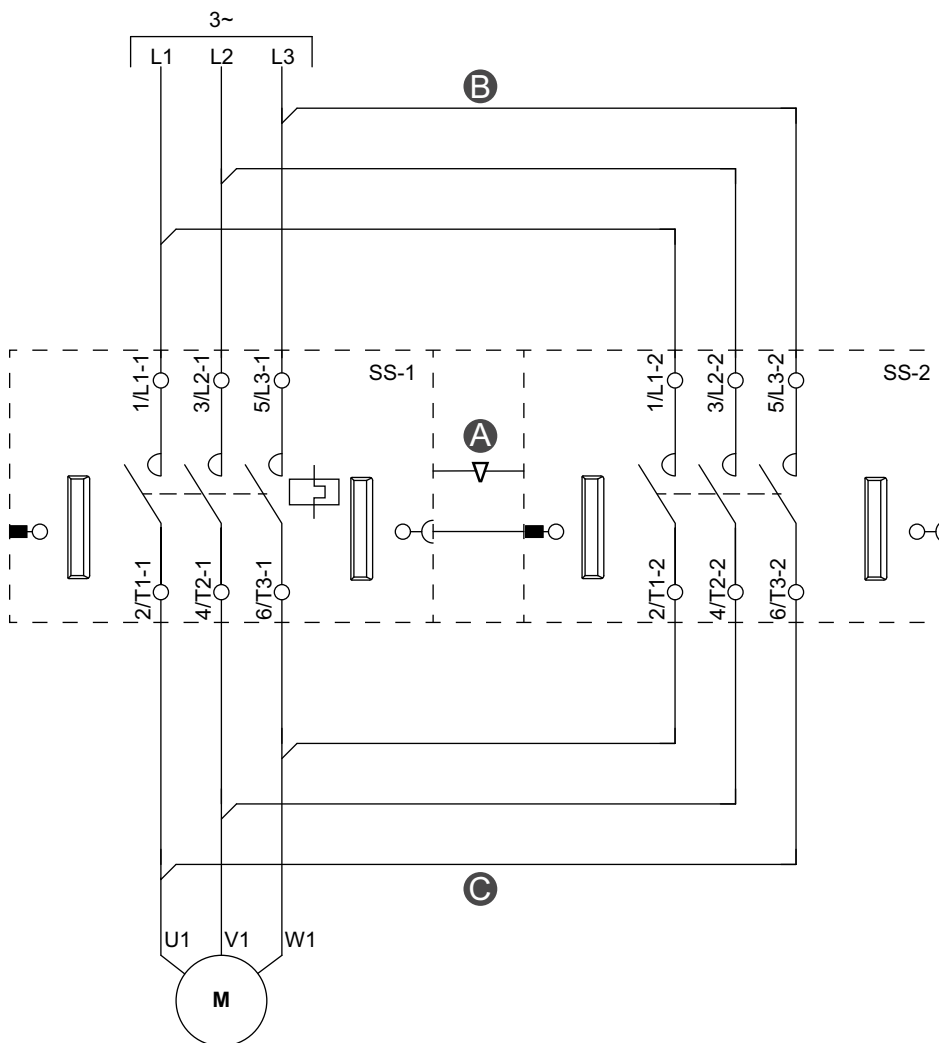 3~
L1 L2 L3
B
1/L1-1 3/L2-1 5/L3-1 SS-1 1/L1-2 3/L2-2 5/L3-2 SS-2
A
2/T1-1 4/T2-1 6/T3-1 2/T1-2 4/T2-2 6/T3-2
C
U1 V1 W1
M